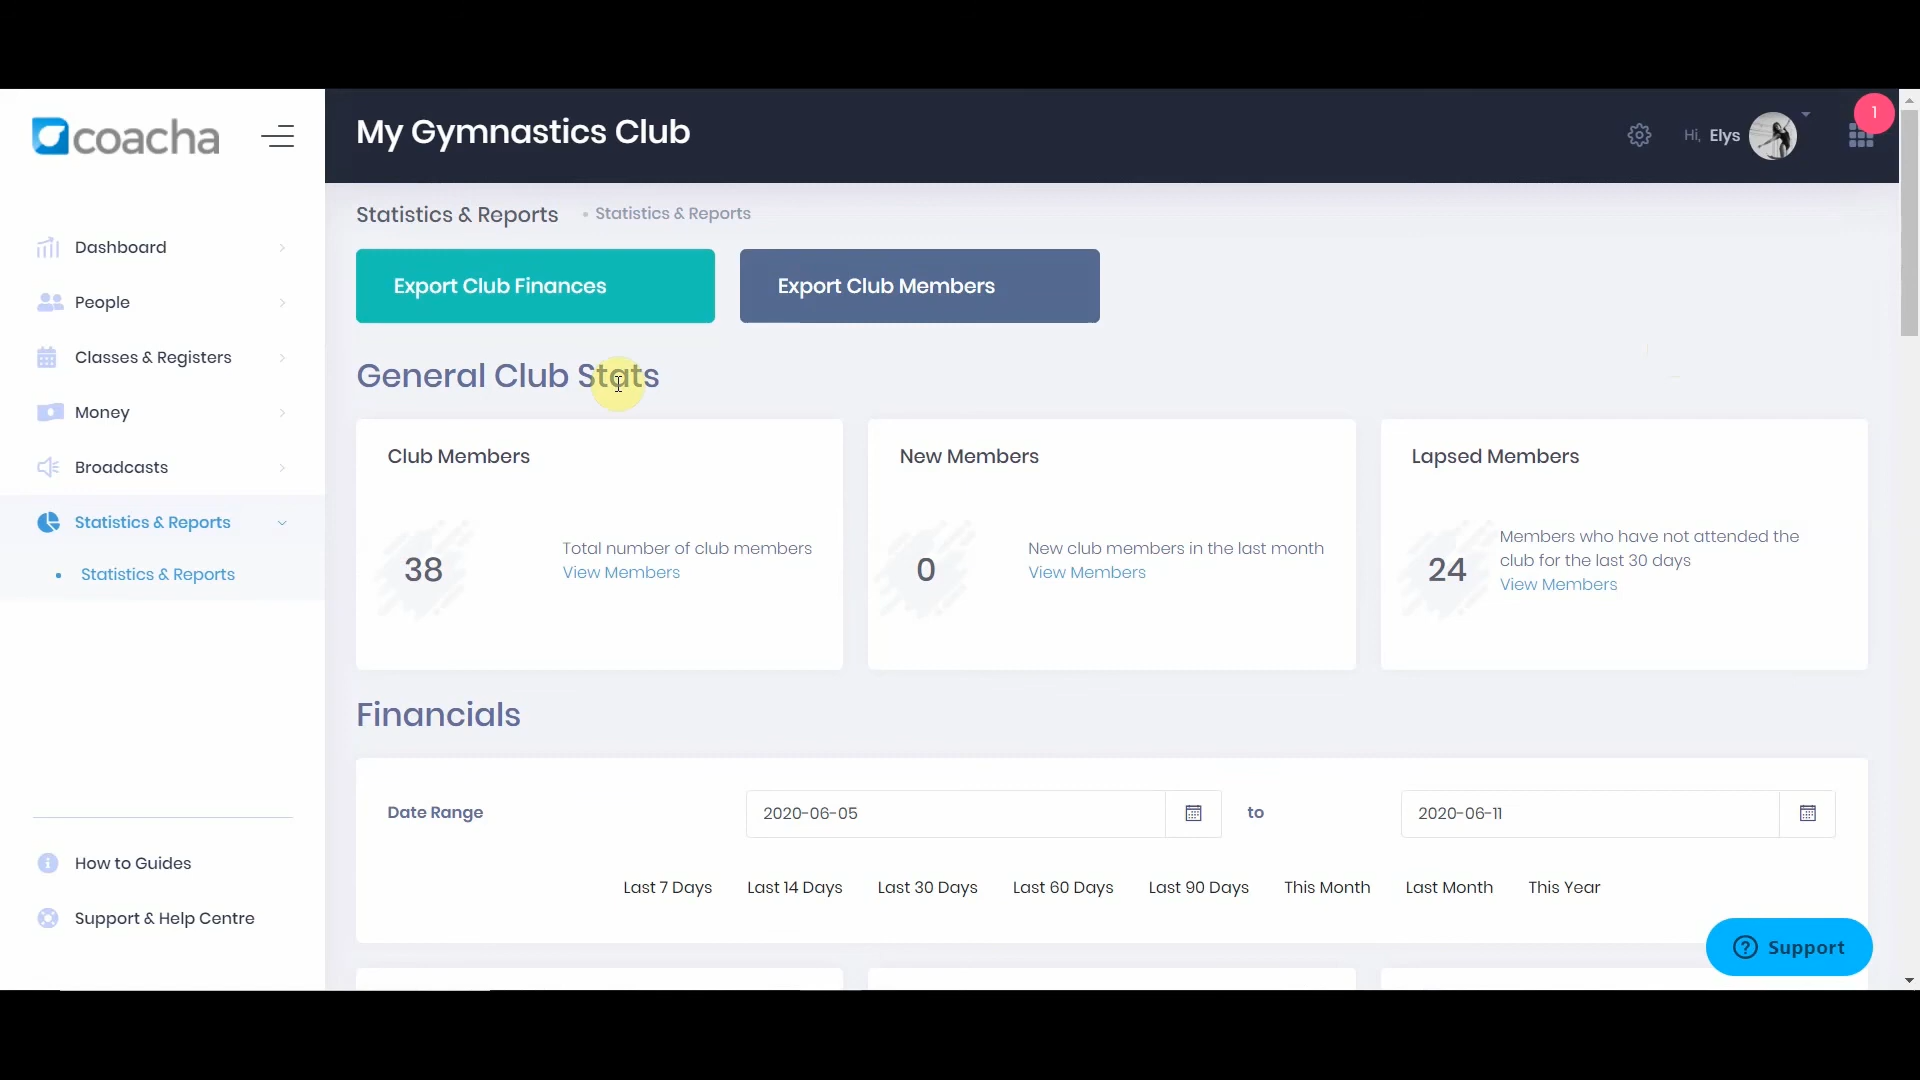 coacha
My Gymnastics Club
Hi, Elys
1
Dashboard
People
Classes & Registers
Money
Broadcasts
Statistics & Reports
Statistics & Reports
How to Guides
Support & Help Centre
Statistics & Reports • Statistics & Reports
Export Club Finances
Export Club Members
General Club Stats
Club Members
38
Total number of club members
View Members
New Members
0
New club members in the last month
View Members
Lapsed Members
24
Members who have not attended the
club for the last 30 days
View Members
Financials
Date Range
2020-06-05
to
2020-06-11
Last 7 Days Last 14 Days Last 30 Days Last 60 Days Last 90 Days This Month Last Month This Year
Support